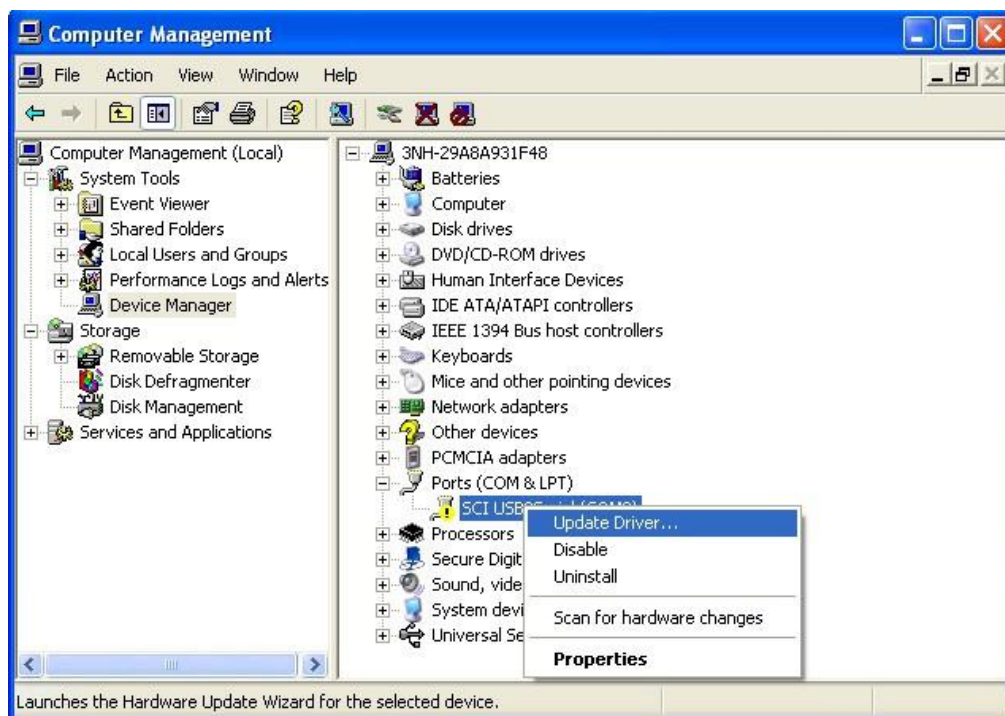 Computer Management
File Action View Window Help
Computer Management (Local)
System Tools
Event Viewer
Shared Folders
Local Users and Groups
Performance Logs and Alerts
Device Manager
Storage
Removable Storage
Disk Defragmenter
Disk Management
Services and Applications
3NH-29A8A931F48
Batteries
Computer
Disk drives
DVD/CD-ROM drives
Human Interface Devices
IDE ATA/ATAPI controllers
IEEE 1394 Bus host controllers
Keyboards
Mice and other pointing devices
Network adapters
Other devices
PCMCIA adapters
Ports (COM & LPT)
SCI
Processors
Secure Digit
Sound, vide
System devi
Universal Se
Update Driver...
Disable
Uninstall
Scan for hardware changes
Properties
Launches the Hardware Update Wizard for the selected device.